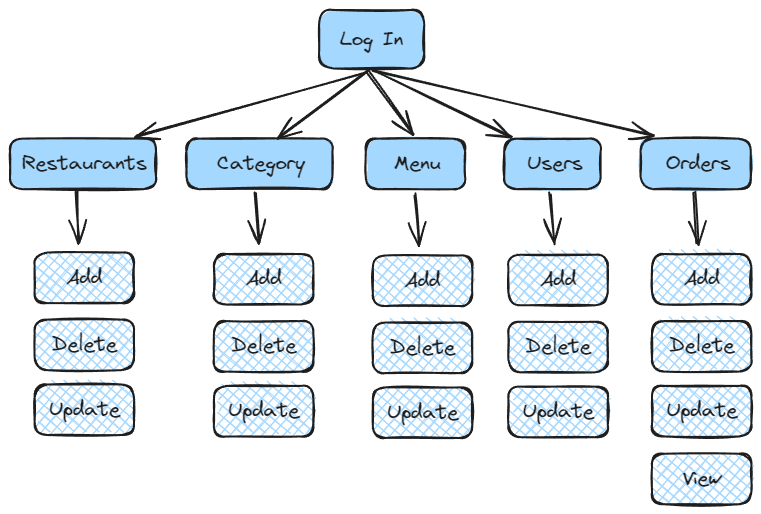 Log In
Restaurants
Category
Menu
Users
Orders
Add
Add
Add
Add
Add
Delete
Delete
Delete
Delete
Delete
Update
Update
Update
Update
Update
View